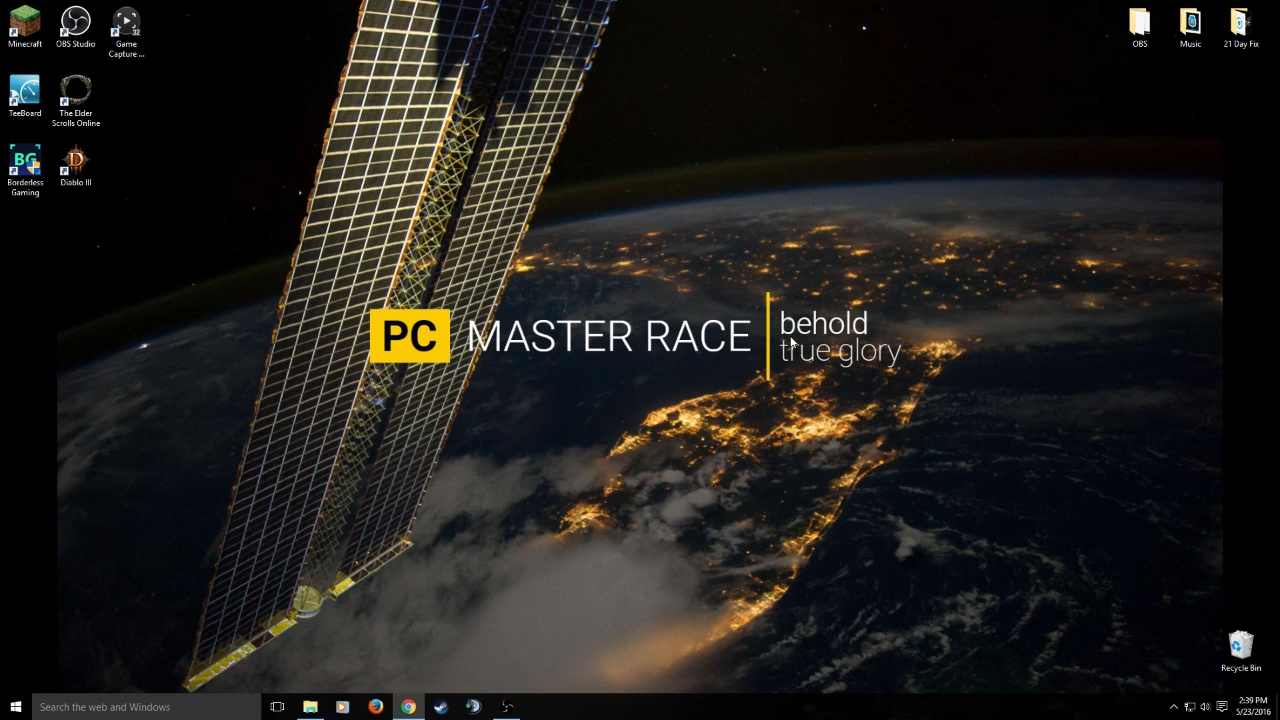 Minecraft
OBS Studio
Game
Capture ...
32
TeeBoard
The Elder
Scrolls Online
BG
Borderless
Gaming
D
Diablo III
OBS
Music
21 Day Fix
PC MASTER RACE
behold
true glory
Recycle Bin
Search the web and Windows
2:39 PM
5/23/2016